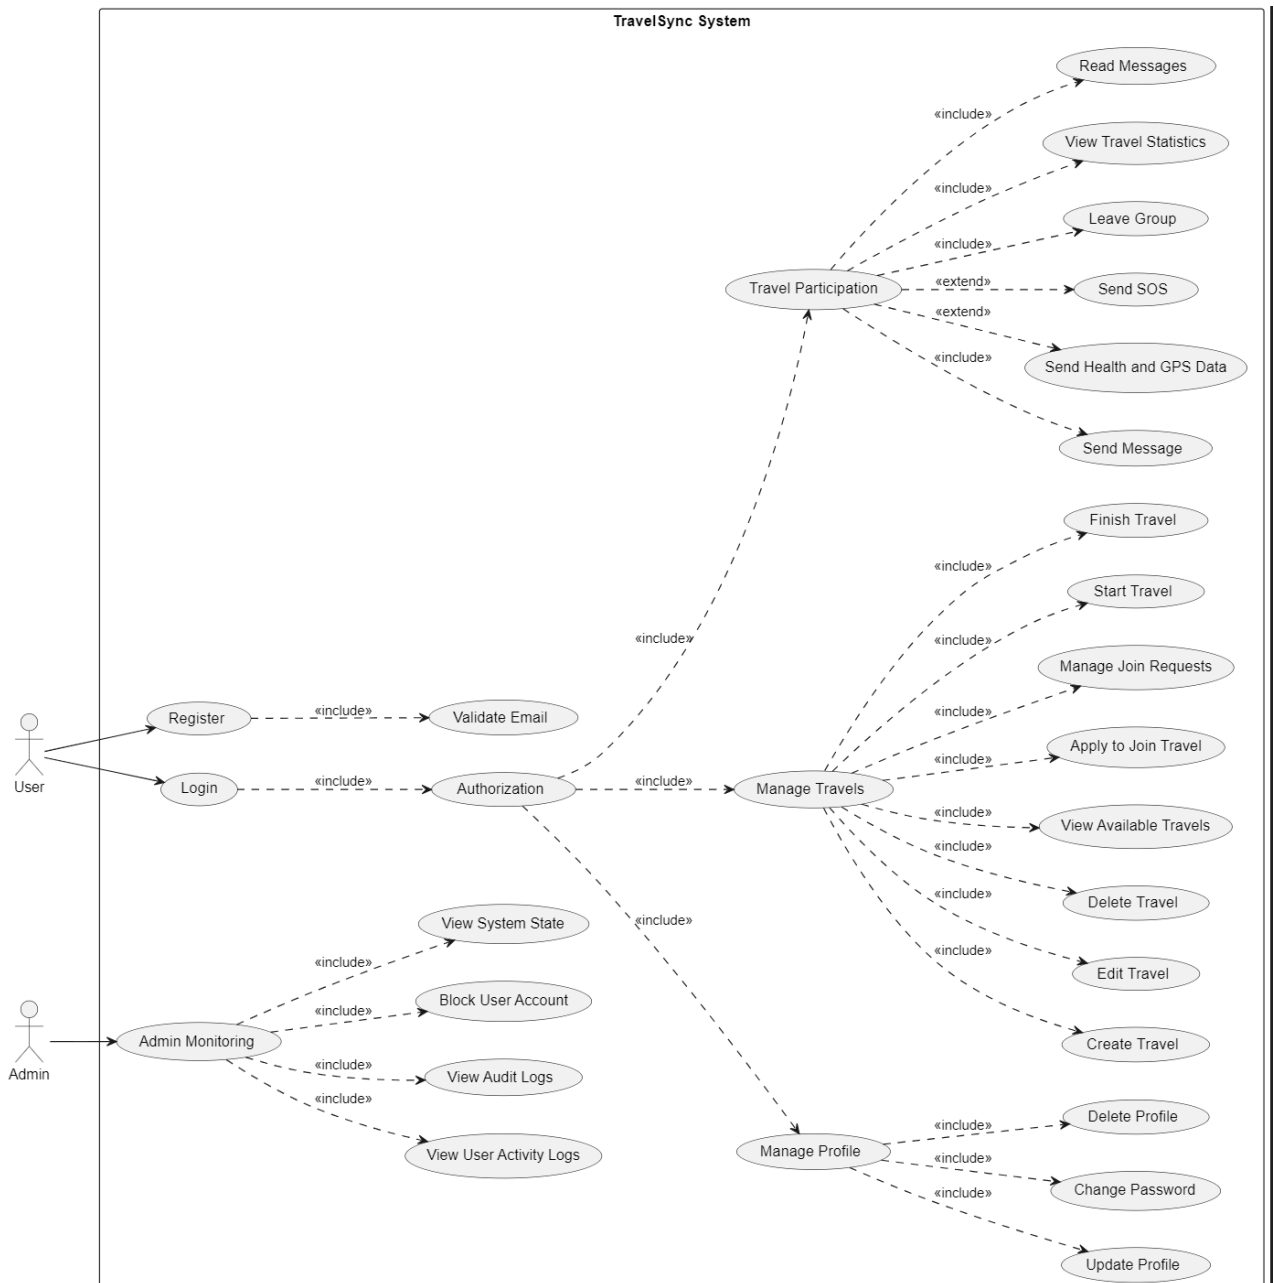 TravelSync System
Read Messages
«include»
View Travel Statistics
«include»
Leave Group
«include»
Travel Participation
«extend»
Send SOS
«extend»
Send Health and GPS Data
«include»
Send Message
Finish Travel
«include»
Start Travel
«include»
«include»
Manage Join Requests
«include»
Register
«include»
Validate Email
Apply to Join Travel
«include»
User
Login
«include»
Authorization
«include»
Manage Travels
«include»
View Available Travels
«include»
Delete Travel
«include»
View System State
«include»
«include»
Edit Travel
«include»
Block User Account
«include»
Create Travel
Admin
Admin Monitoring
«include»
View Audit Logs
«include»
View User Activity Logs
Manage Profile
«include»
Delete Profile
«include»
Change Password
«include»
Update Profile